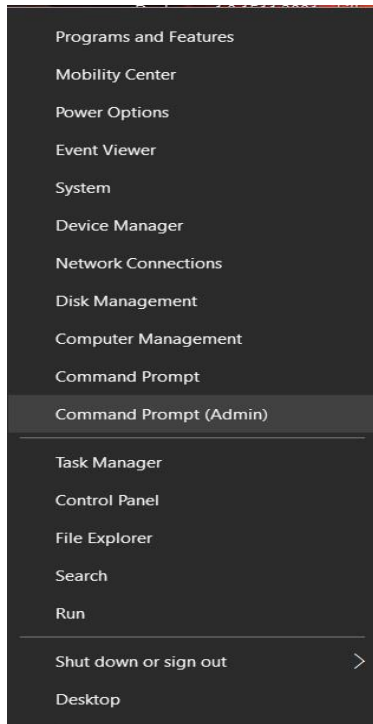 Programs and Features
Mobility Center
Power Options
Event Viewer
System
Device Manager
Network Connections
Disk Management
Computer Management
Command Prompt
Command Prompt (Admin)
Task Manager
Control Panel
File Explorer
Search
Run
Shut down or sign out
Desktop